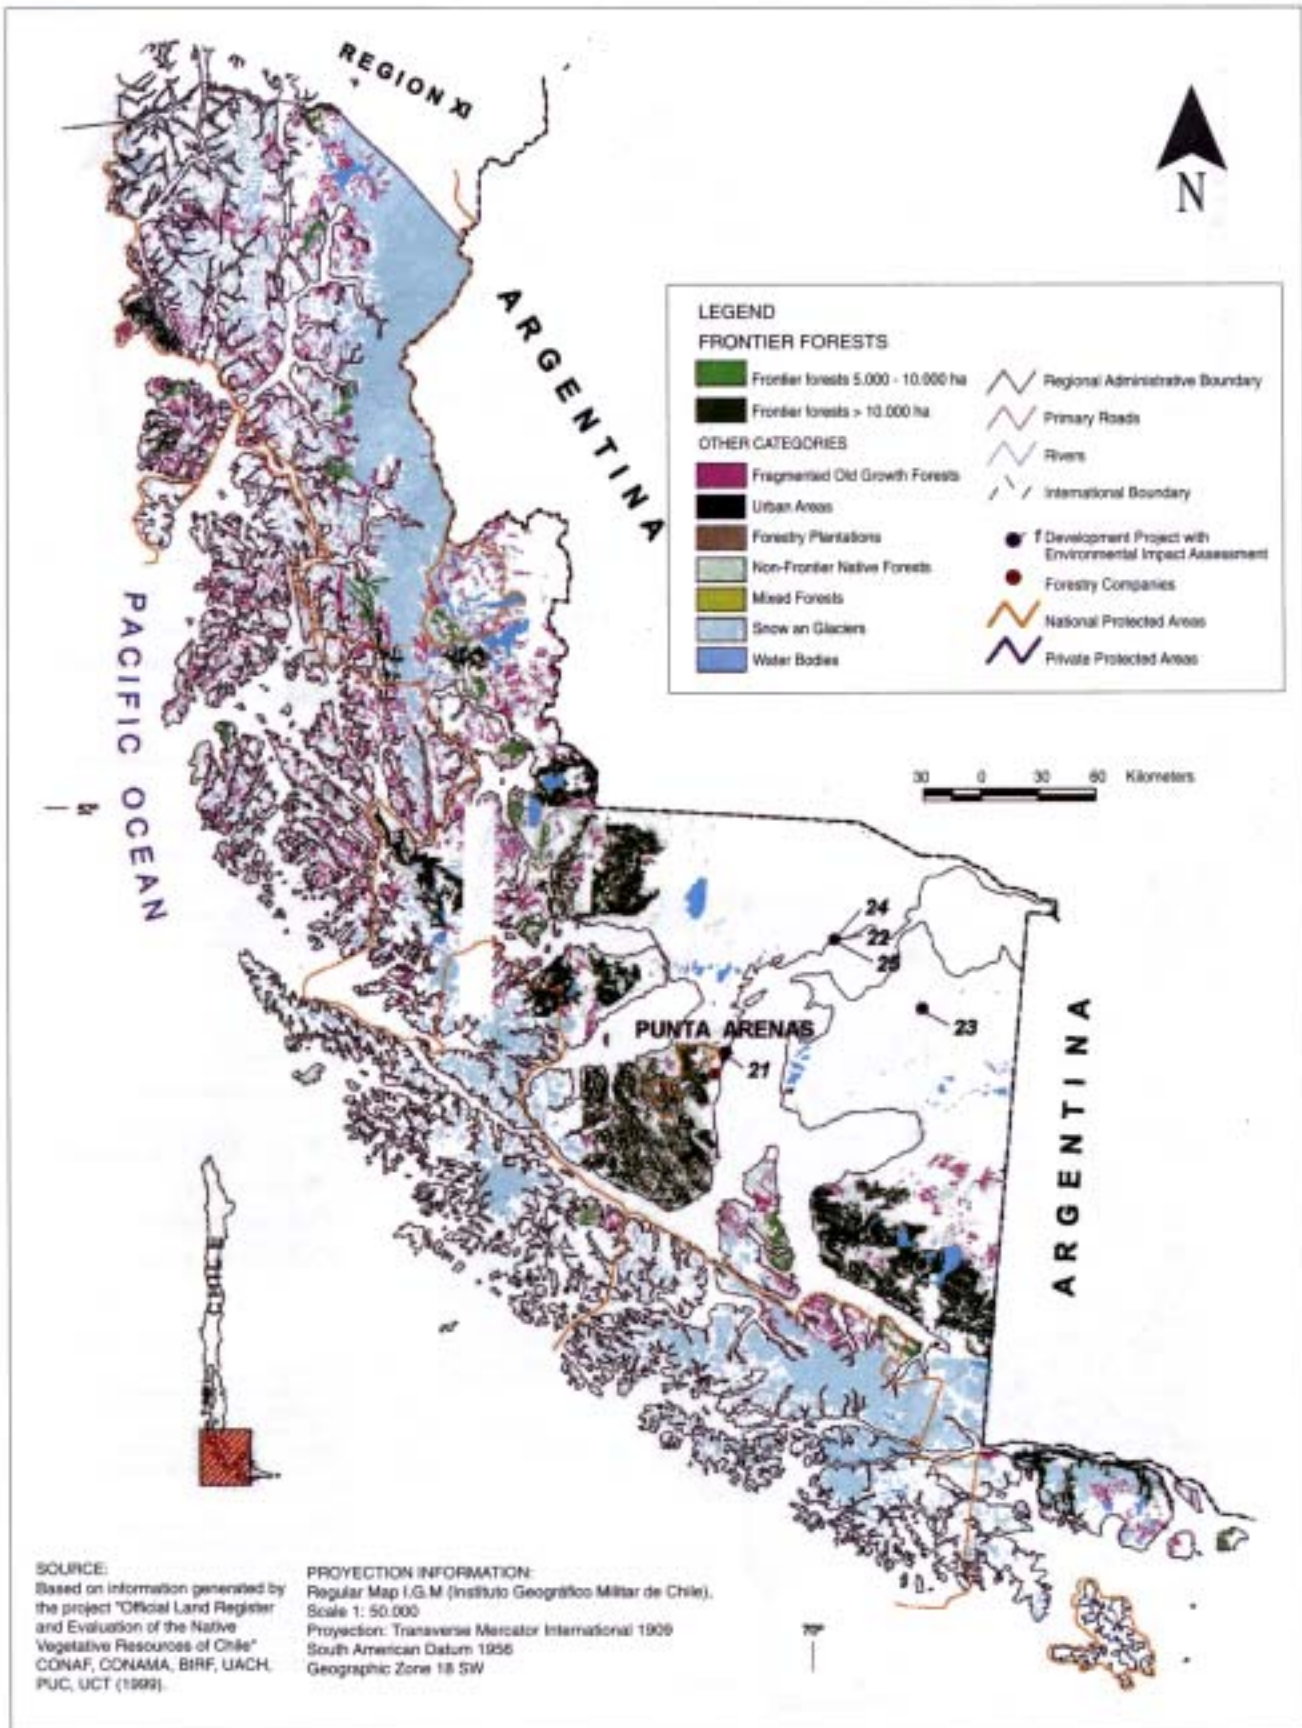 REGION XI
N
ARGENTINA
LEGEND
FRONTIER FORESTS
Frontier forests 5.000 - 10.000 ha
Frontier forests > 10.000 ha
OTHER CATEGORIES
Fragmented Old Growth Forests
Urban Areas
Forestry Plantations
Non-Frontier Native Forests
Mixed Forests
Snow an Glaciers
Water Bodies
Regional Administrative Boundary
Primary Roads
Rivers
International Boundary
1 Development Project with
Environmental Impact Assessment
Forestry Companies
National Protected Areas
Private Protected Areas
PACIFIC OCEAN
30 0 30 60 Kilometers
24
22
25
23
PUNTA ARENAS
21
ARGENTINA
70°
SOURCE:
Based on information generated by
the project "Official Land Register
and Evaluation of the Native
Vegetative Resources of Chile"
CONAF, CONAMA, BIRF, UACH,
PUC, UCT (1999).
PROYECTION INFORMATION:
Regular Map I.G.M (Instituto Geográfico Militar de Chile),
Scale 1: 50.000
Proyection: Transverse Mercator International 1909
South American Datum 1956
Geographic Zone 18 SW